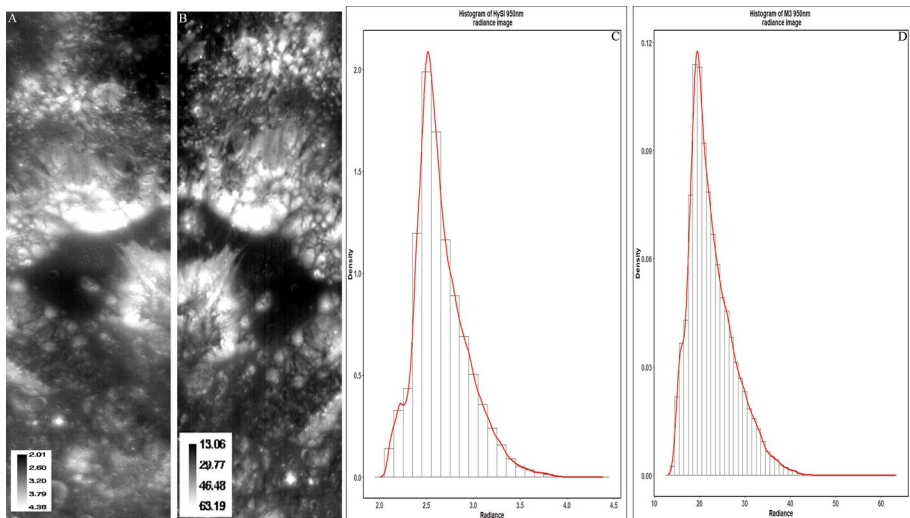 A
B
2.01
2.60
3.20
3.79
4.38
13.06
29.77
46.48
63.19
Histogram of HySI 950nm
radiance image
C
Density
2.0
1.5
1.0
0.5
0.0
2.0 2.5 3.0 3.5 4.0 4.5
Radiance
Histogram of M3 950nm
radiance image
D
Density
0.12
0.09
0.06
0.03
0.00
10 20 30 40 50 60
Radiance